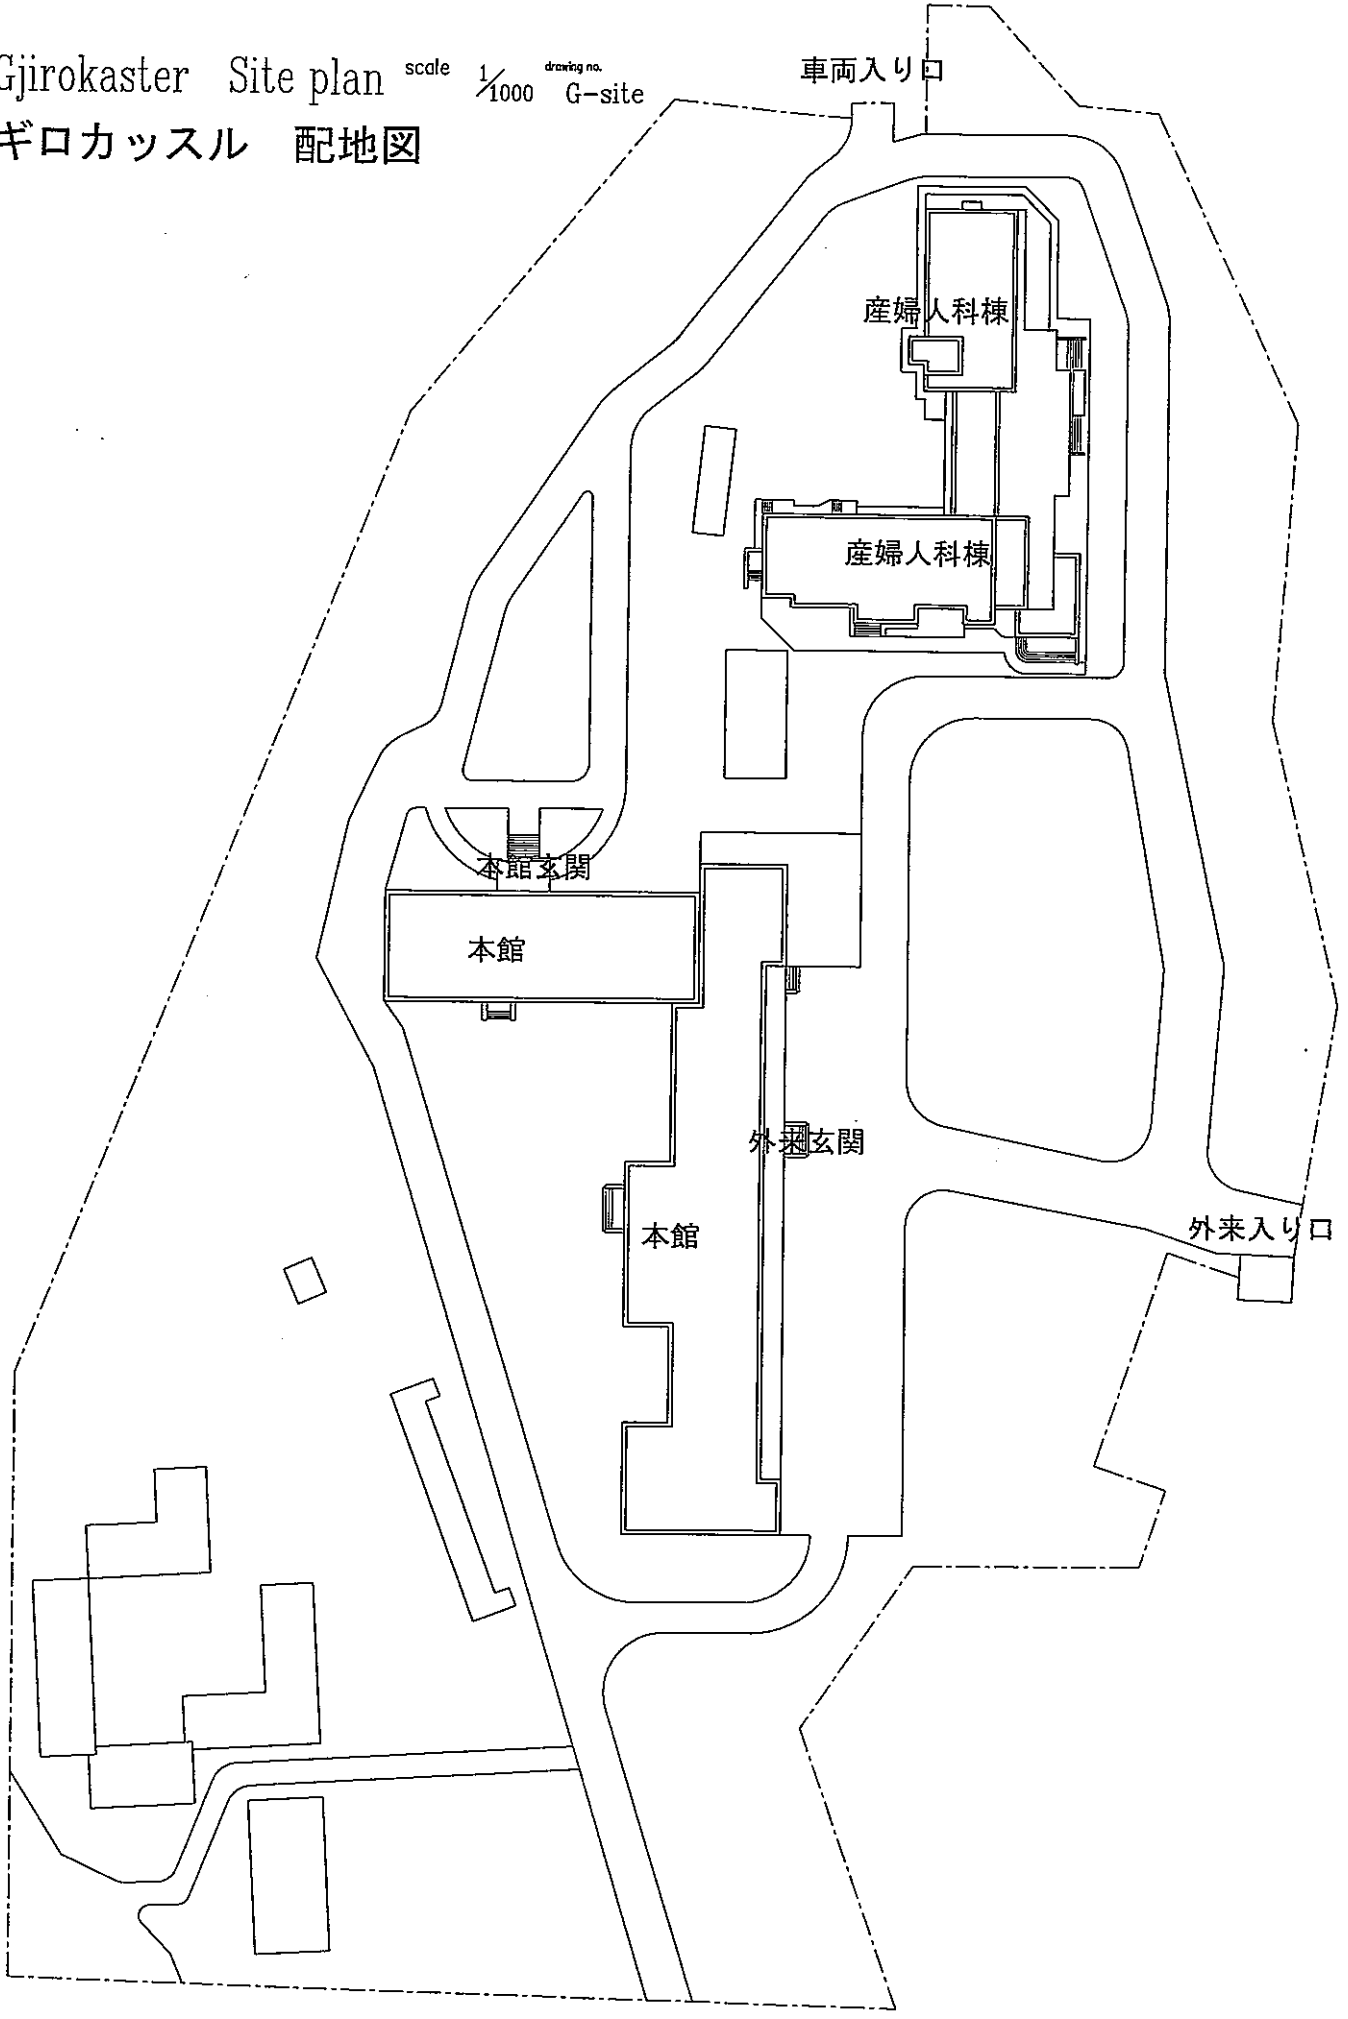 Gjirokaster Site plan scale 1/1000 drawing no. G-site
ギロカッスル 配地図
車両入り口
産婦人科棟
産婦人科棟
本館玄関
本館
外来玄関
本館
外来入り口